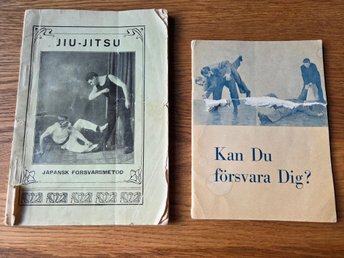 JIU-JITSU
JAPANSK FÖRSVARSMETOD
Kan Du
försvara Dig?